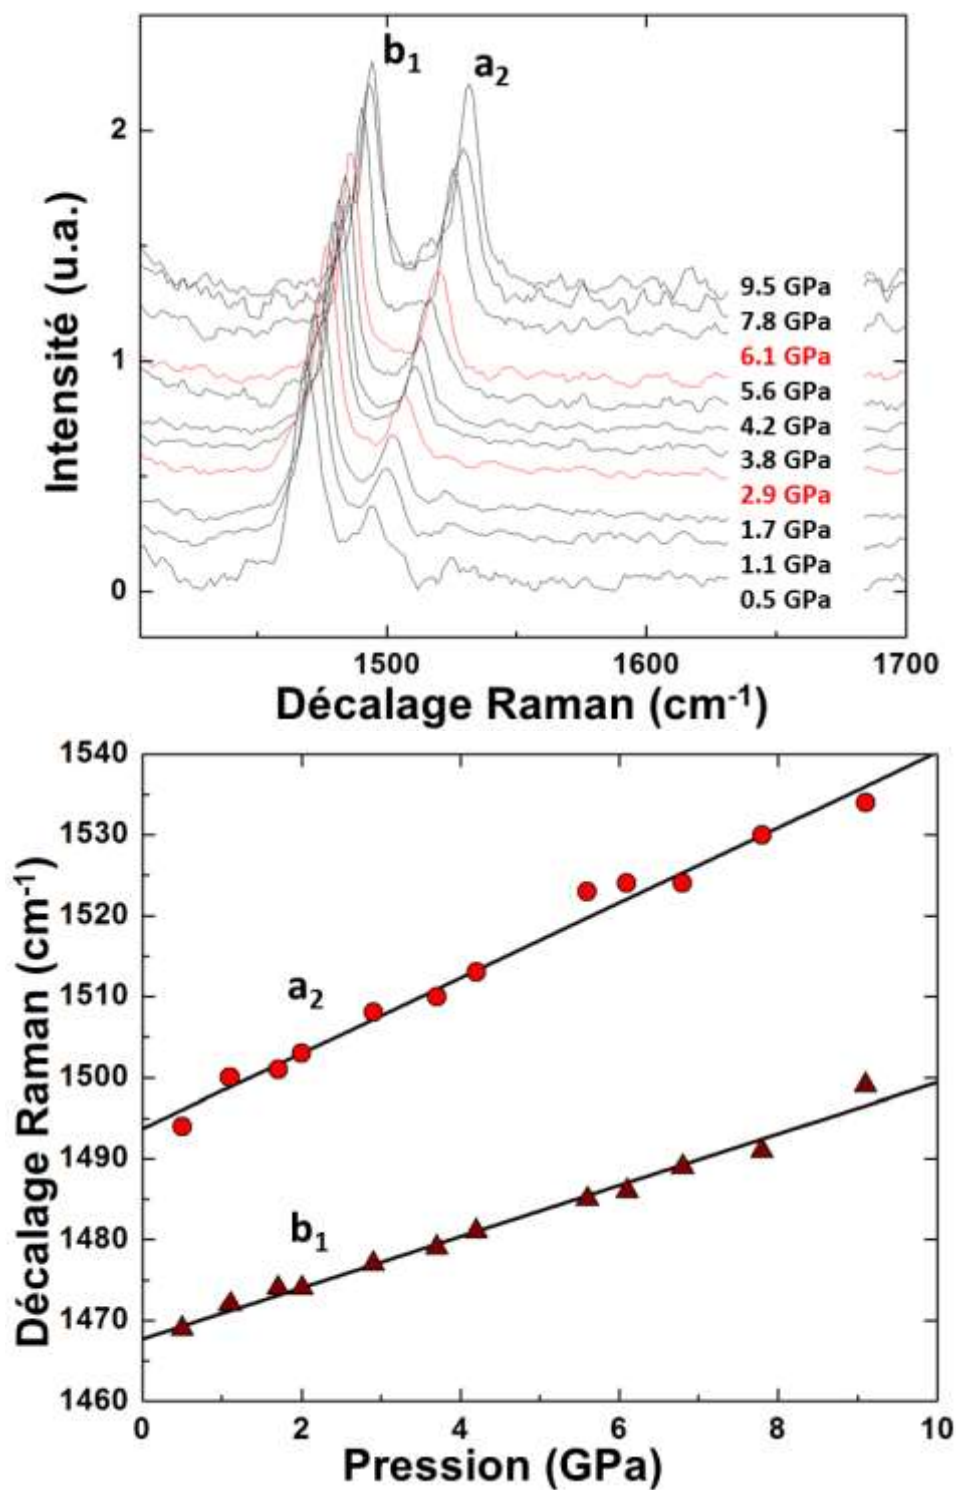 b₁
a₂
2
1
0
Intensité (u.a.)
9.5 GPa
7.8 GPa
6.1 GPa
5.6 GPa
4.2 GPa
3.8 GPa
2.9 GPa
1.7 GPa
1.1 GPa
0.5 GPa
1500 1600 1700
Décalage Raman (cm⁻¹)
1540
1530
1520
1510
1500
1490
1480
1470
1460
Décalage Raman (cm⁻¹)
a₂
b₁
0 2 4 6 8 10
Pression (GPa)